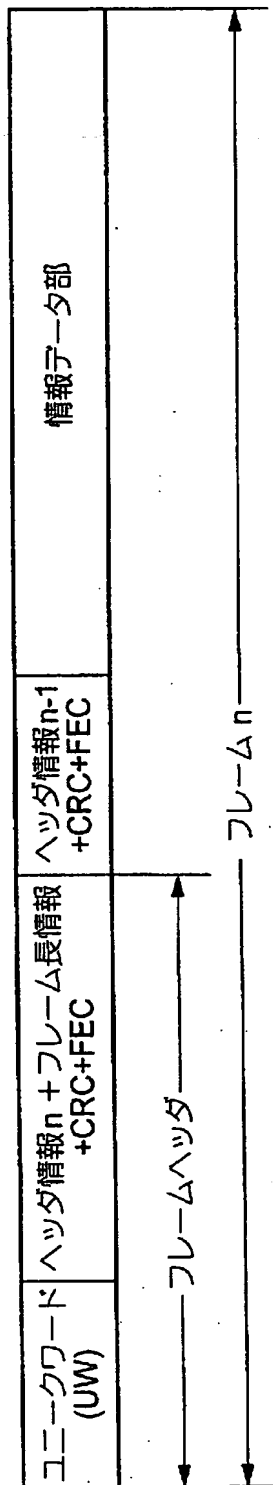 ユニークワード
(UW)
ヘッダ情報n+フレーム長情報
+CRC+FEC
ヘッダ情報n-1
+CRC+FEC
情報データ部
フレームヘッダ
フレームn